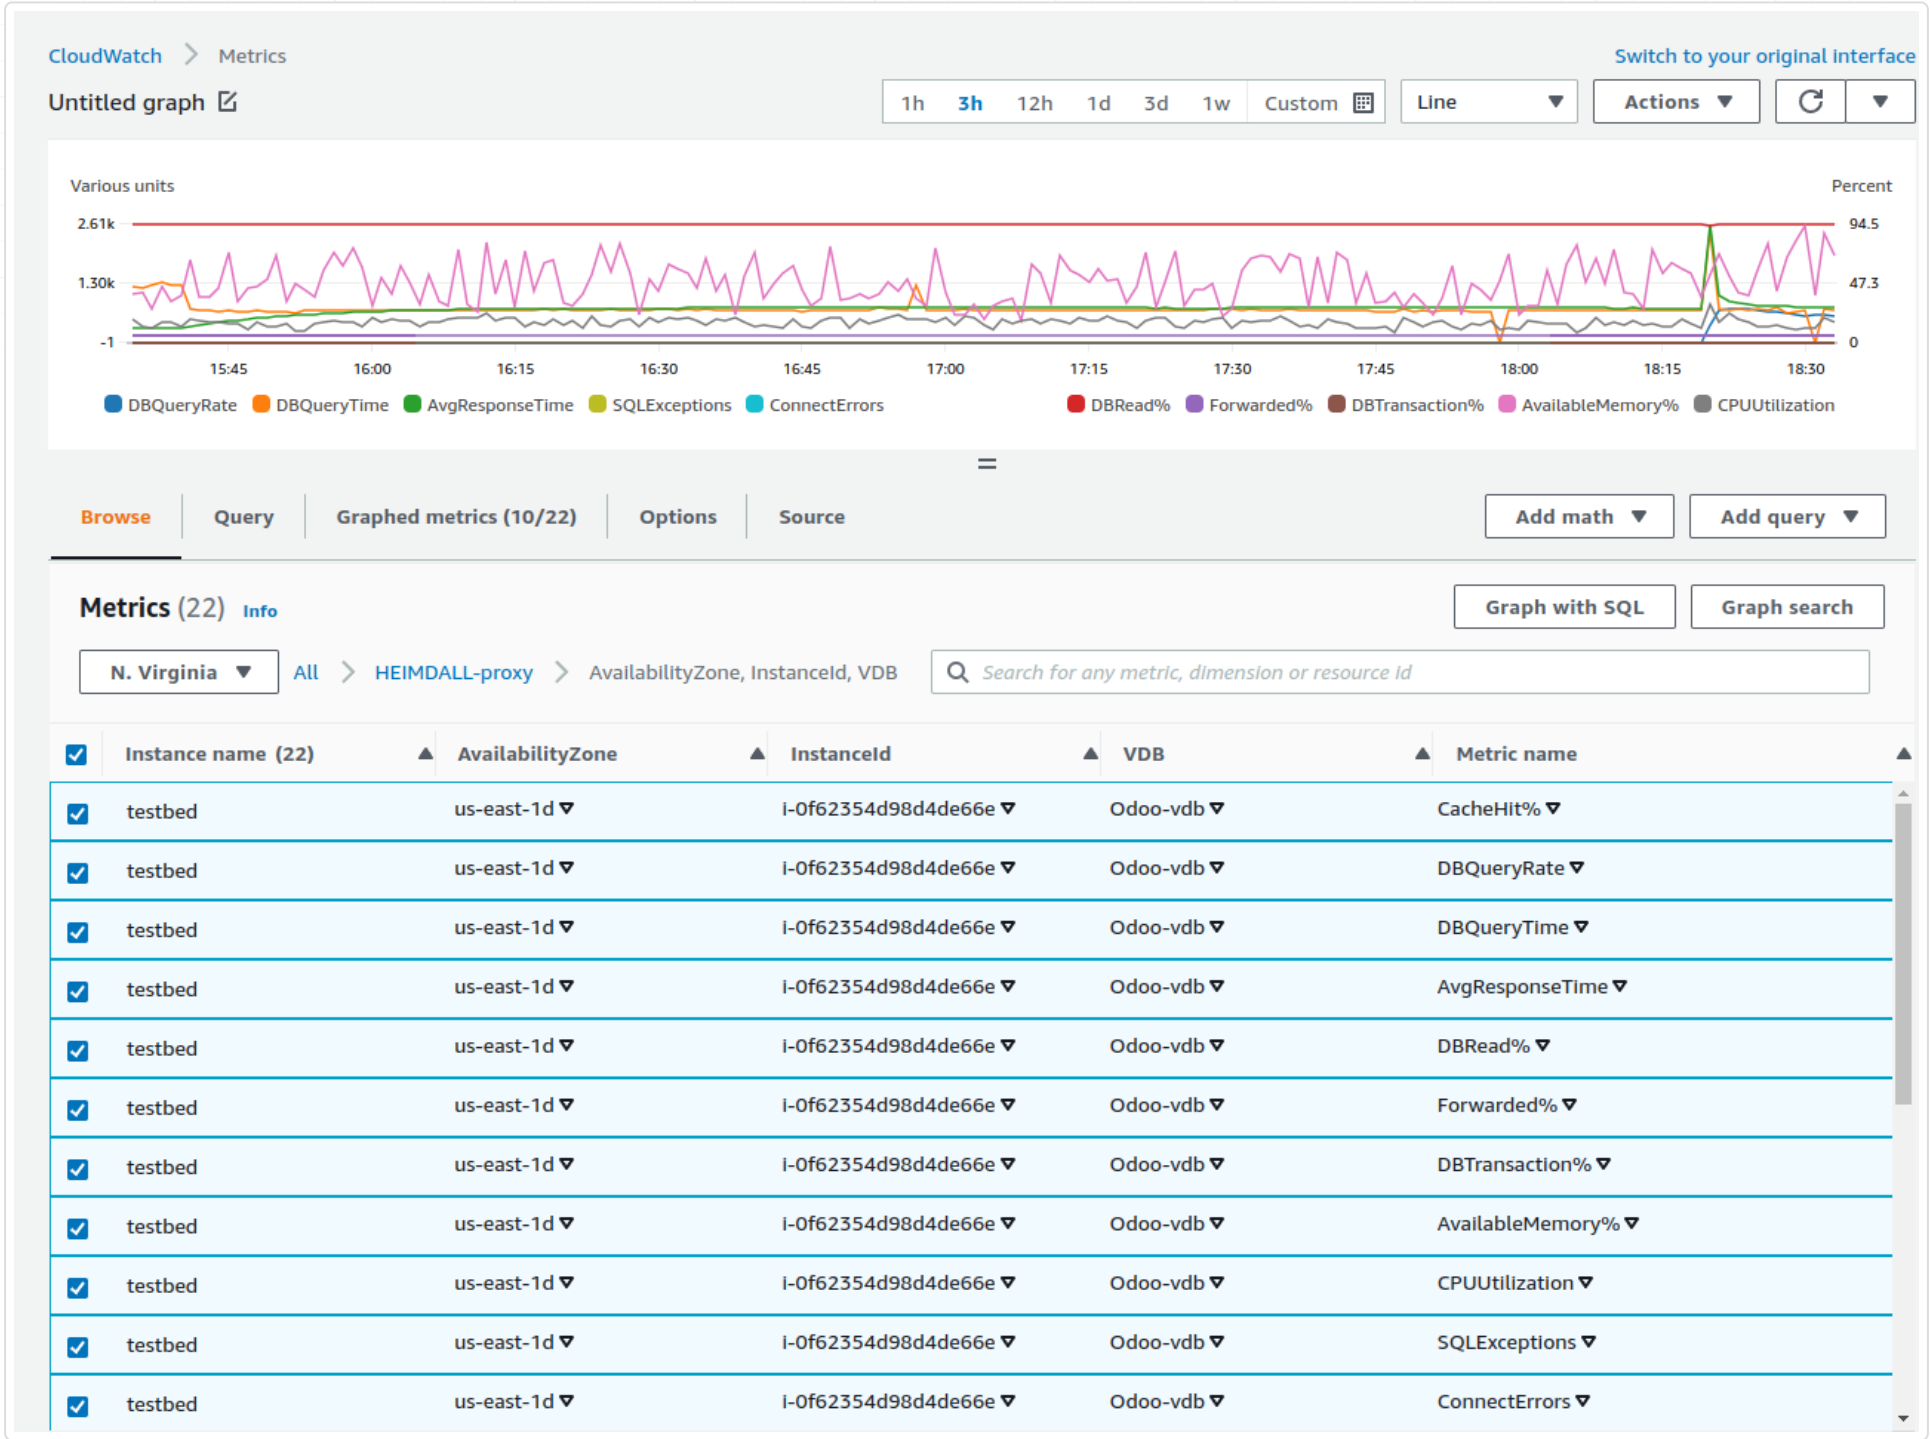 CloudWatch Metrics Switch to your original interface
Untitled graph 1h 3h 12h 1d 3d 1w Custom Line Actions
Various units Percent
2.61k 94.5
1.30k 47.3
-1 0
15:45 16:00 16:15 16:30 16:45 17:00 17:15 17:30 17:45 18:00 18:15 18:30
DBQueryRate DBQueryTime AvgResponseTime SQLExceptions ConnectErrors DBRead% Forwarded% DBTransaction% AvailableMemory% CPUUtilization
Browse Query Graphed metrics (10/22) Options Source Add math Add query
Metrics (22) Info Graph with SQL Graph search
N. Virginia All HEIMDALL-proxy AvailabilityZone, InstanceId, VDB Search for any metric, dimension or resource id
Instance name (22) AvailabilityZone InstanceId VDB Metric name
testbed us-east-1d i-0f62354d98d4de66e Odoo-vdb CacheHit%
testbed us-east-1d i-0f62354d98d4de66e Odoo-vdb DBQueryRate
testbed us-east-1d i-0f62354d98d4de66e Odoo-vdb DBQueryTime
testbed us-east-1d i-0f62354d98d4de66e Odoo-vdb AvgResponseTime
testbed us-east-1d i-0f62354d98d4de66e Odoo-vdb DBRead%
testbed us-east-1d i-0f62354d98d4de66e Odoo-vdb Forwarded%
testbed us-east-1d i-0f62354d98d4de66e Odoo-vdb DBTransaction%
testbed us-east-1d i-0f62354d98d4de66e Odoo-vdb AvailableMemory%
testbed us-east-1d i-0f62354d98d4de66e Odoo-vdb CPUUtilization
testbed us-east-1d i-0f62354d98d4de66e Odoo-vdb SQLExceptions
testbed us-east-1d i-0f62354d98d4de66e Odoo-vdb ConnectErrors